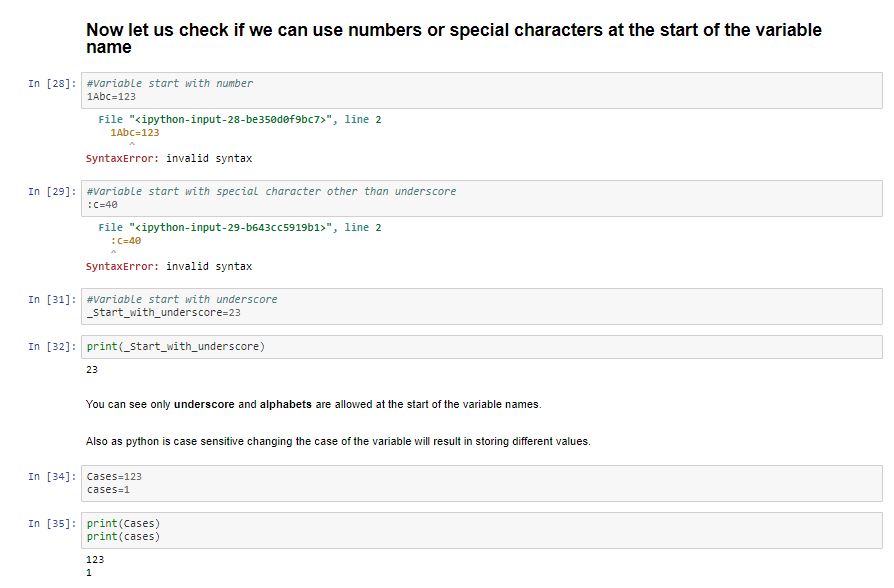 Now let us check if we can use numbers or special characters at the start of the variable
name
In [28]: #Variable start with number
1Abc=123
File "<ipython-input-28-be350d0f9bc7>", line 2
1Abc=123
^
SyntaxError: invalid syntax
In [29]: #Variable start with special character other than underscore
:c=40
File "<ipython-input-29-b643cc5919b1>", line 2
:c=40
^
SyntaxError: invalid syntax
In [31]: #Variable start with underscore
_Start_with_underscore=23
In [32]: print(_Start_with_underscore)
23
You can see only underscore and alphabets are allowed at the start of the variable names.
Also as python is case sensitive changing the case of the variable will result in storing different values.
In [34]: Cases=123
cases=1
In [35]: print(Cases)
print(cases)
123
1